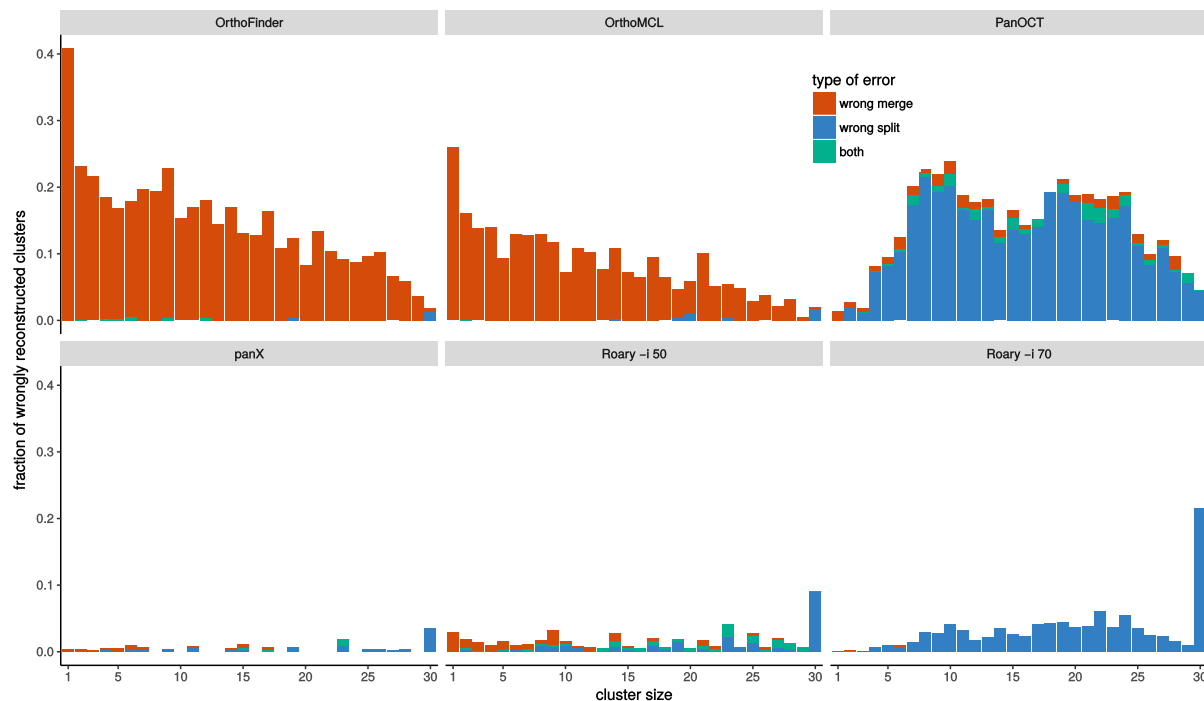 OrthoFinder OrthoMCL PanOCT
type of error
wrong merge
wrong split
both
0.4
0.3
0.2
0.1
0.0
fraction of wrongly reconstructed clusters
panX Roary −i 50 Roary −i 70
0.4
0.3
0.2
0.1
0.0
1 5 10 15 20 25 30 1 5 10 15 20 25 30 1 5 10 15 20 25 30
cluster size